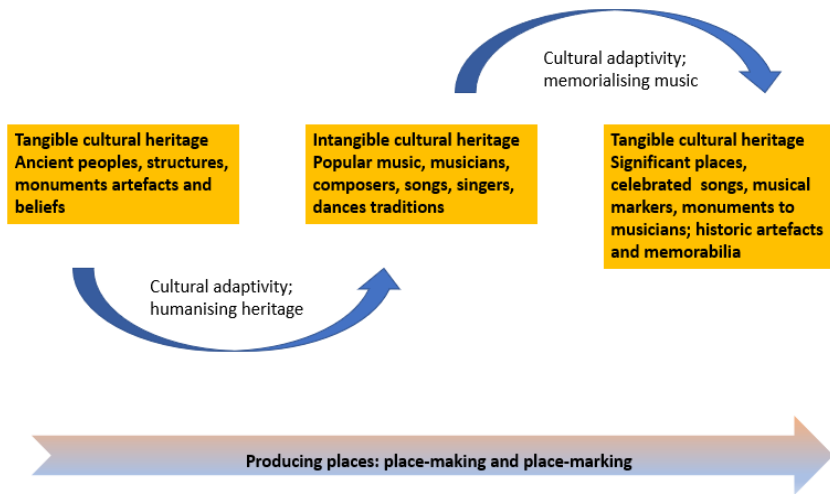 Cultural adaptivity;
memorialising music
Tangible cultural heritage
Ancient peoples, structures,
monuments artefacts and
beliefs
Intangible cultural heritage
Popular music, musicians,
composers, songs, singers,
dances traditions
Tangible cultural heritage
Significant places,
celebrated songs, musical
markers, monuments to
musicians; historic artefacts
and memorabilia
Cultural adaptivity;
humanising heritage
Producing places: place-making and place-marking